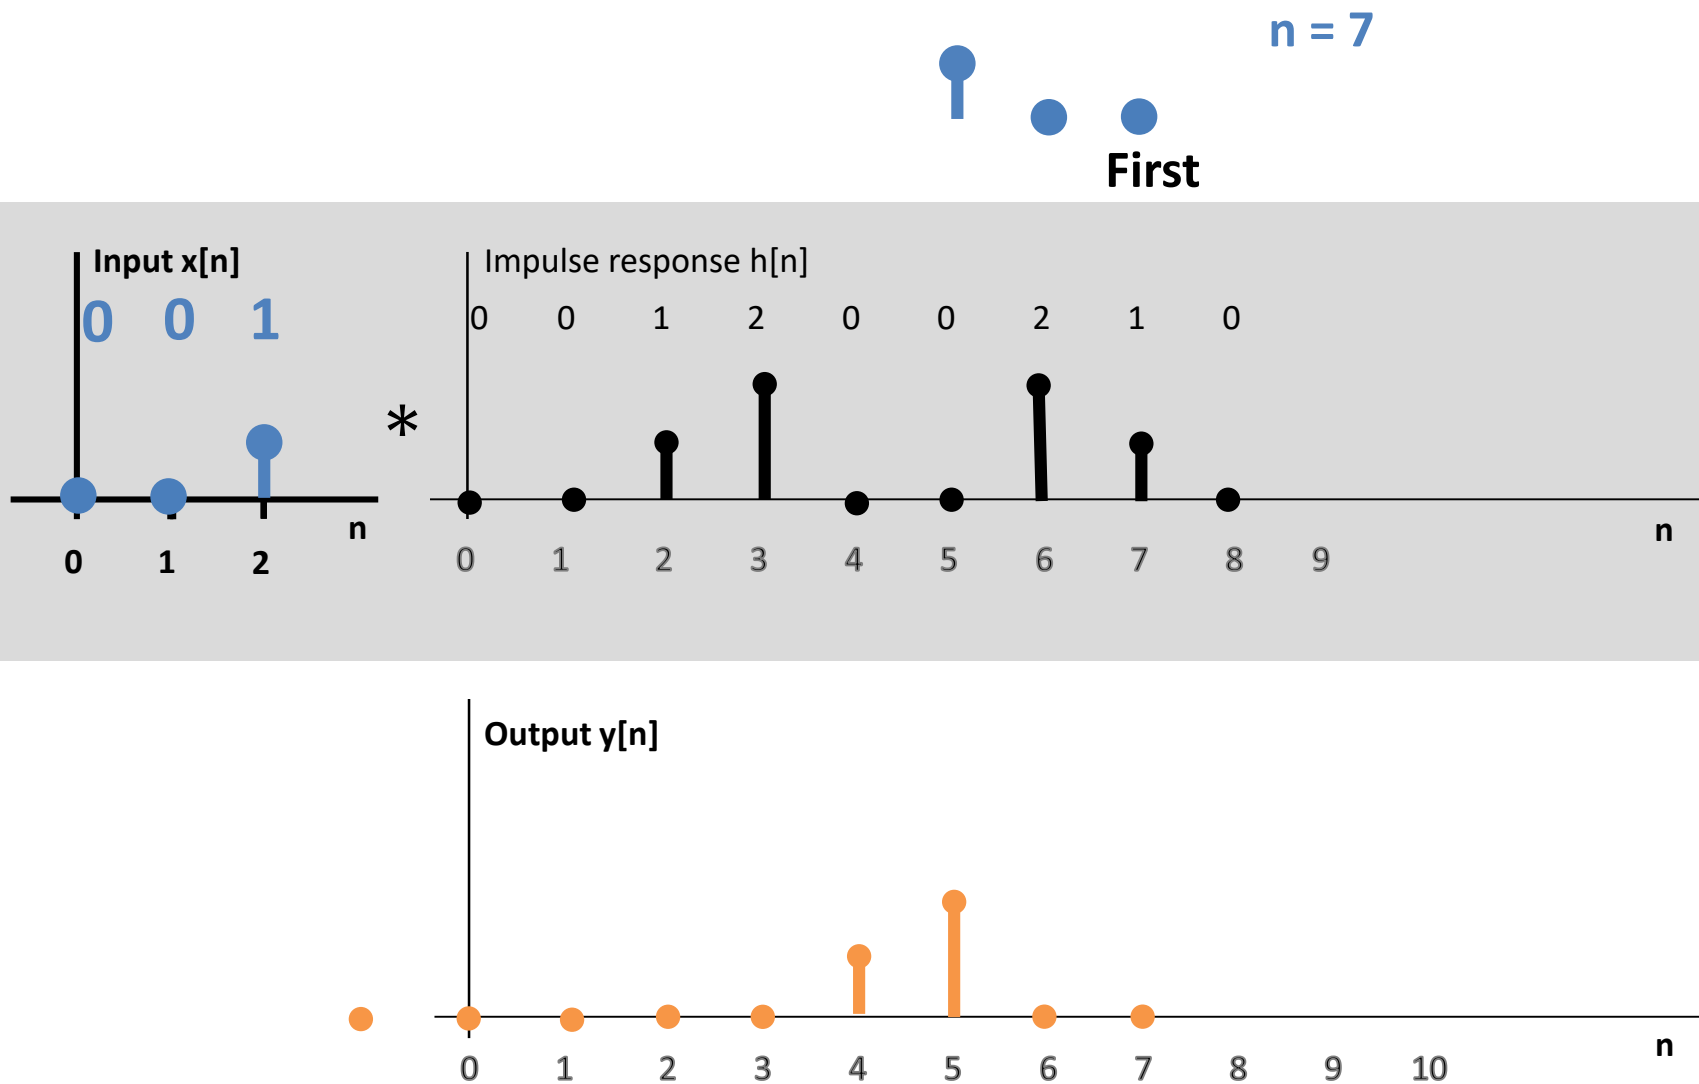 n = 7
First
Input x[n]
0 0 1
Impulse response h[n]
0 0 1 2 0 0 2 1 0
*
n
0 1 2
n
0 1 2 3 4 5 6 7 8 9
Output y[n]
n
0 1 2 3 4 5 6 7 8 9 10